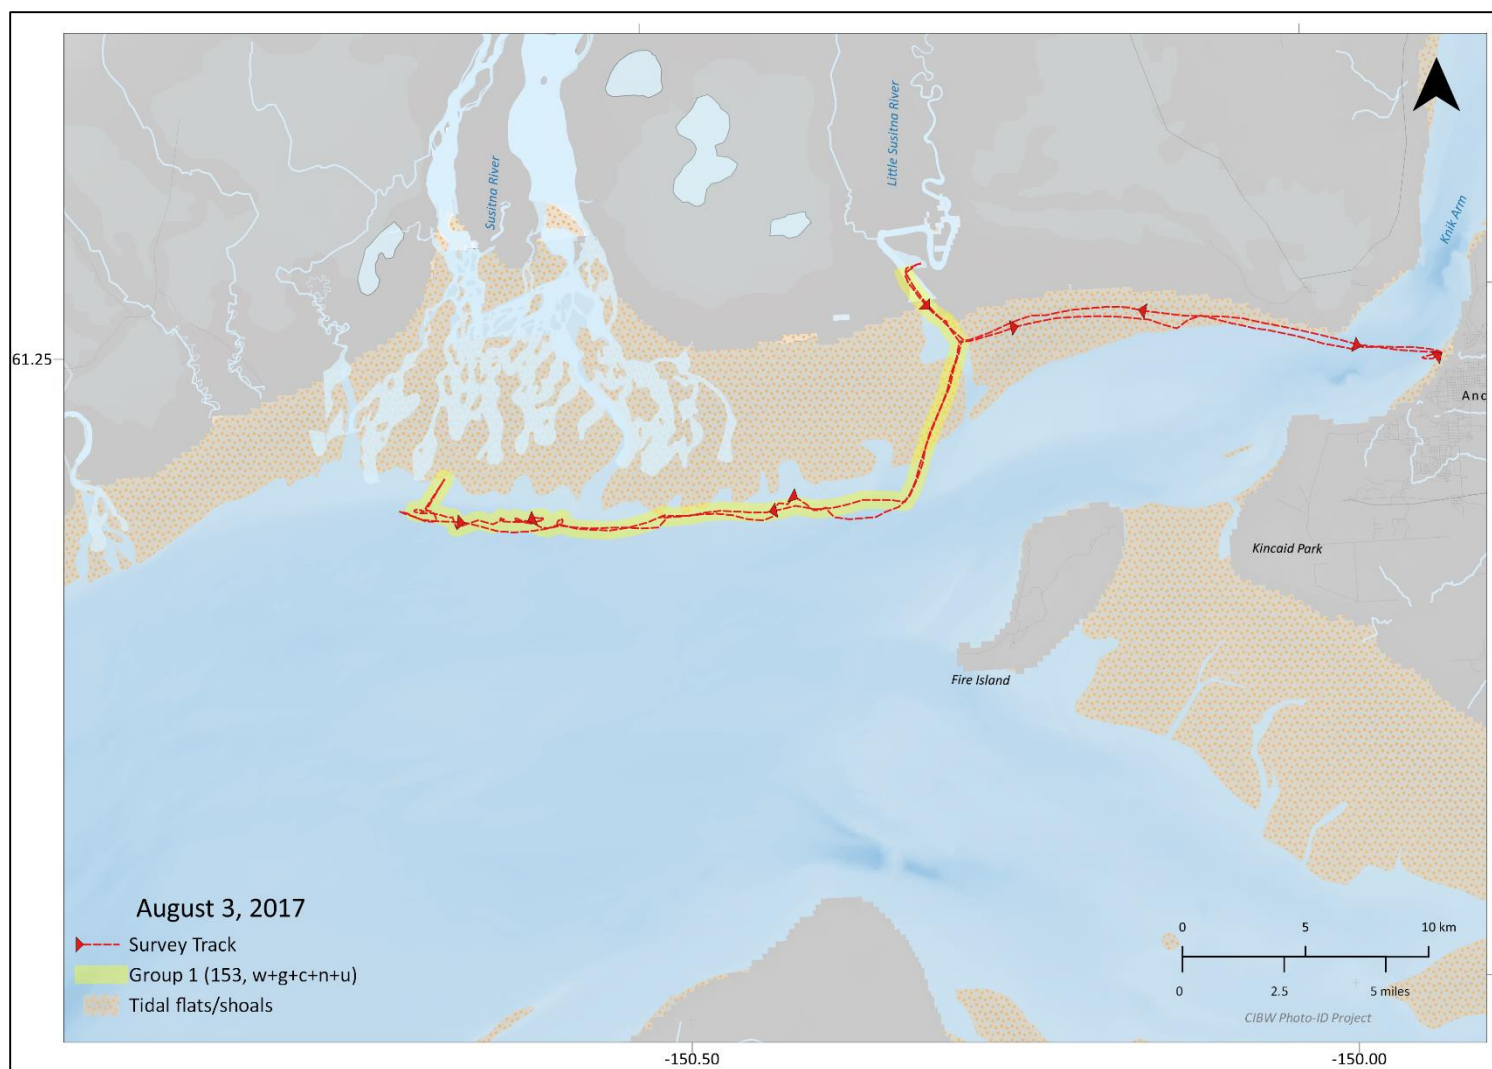 Susitna River
Little Susitna River
Knik Arm
61.25
Anc
Kincaid Park
Fire Island
August 3, 2017
Survey Track
Group 1 (153, w+g+c+n+u)
Tidal flats/shoals
0 5 10 km
0 2.5 5 miles
CIBW Photo-ID Project
-150.50 -150.00